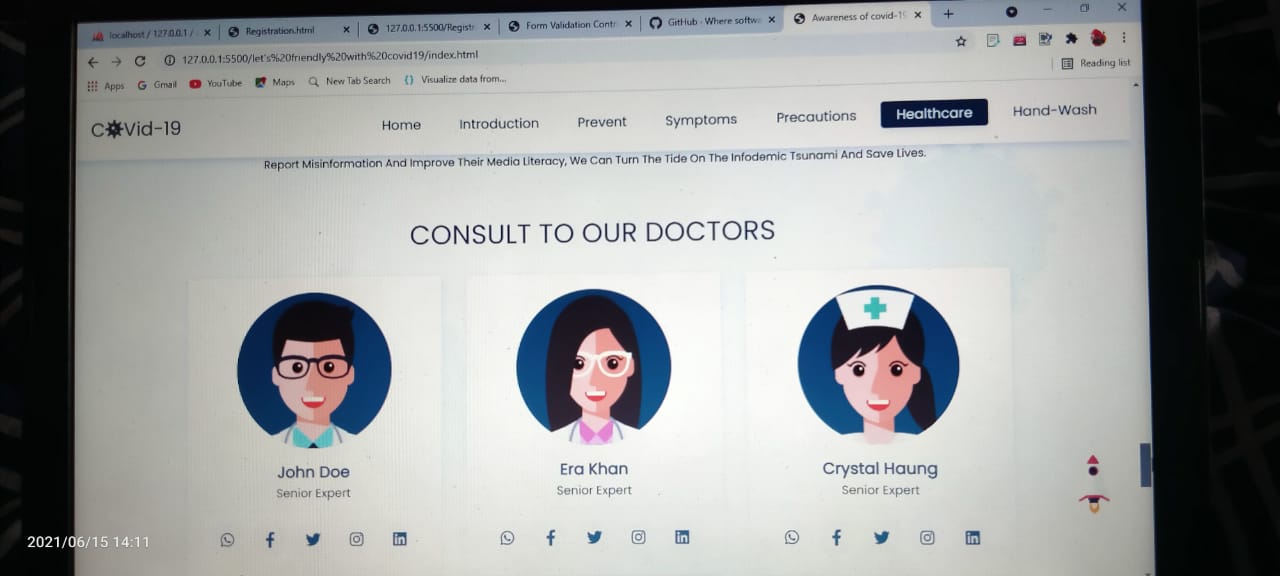 localhost / 127.0.0.1 /
Registration.html
127.0.0.1:5500/Registr
Form Validation Contr
GitHub · Where softwa
Awareness of covid-19
127.0.0.1:5500/let's%20friendly%20with%20covid19/index.html
Apps
Gmail
YouTube
Maps
New Tab Search
Visualize data from...
Reading list
COVid-19
Home
Introduction
Prevent
Symptoms
Precautions
Healthcare
Hand-Wash
Report Misinformation And Improve Their Media Literacy, We Can Turn The Tide On The Infodemic Tsunami And Save Lives.
CONSULT TO OUR DOCTORS
John Doe
Senior Expert
Era Khan
Senior Expert
Crystal Haung
Senior Expert
2021/06/15 14:11